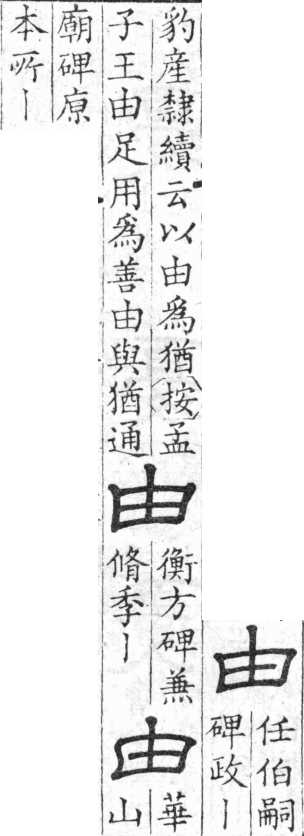 由
任伯嗣
碑政丨
豹産隸續云以由爲猶按孟
子王由足用爲善由與猶通
由
衡方碑兼
脩季丨
由
華
山
廟碑原
本所丨